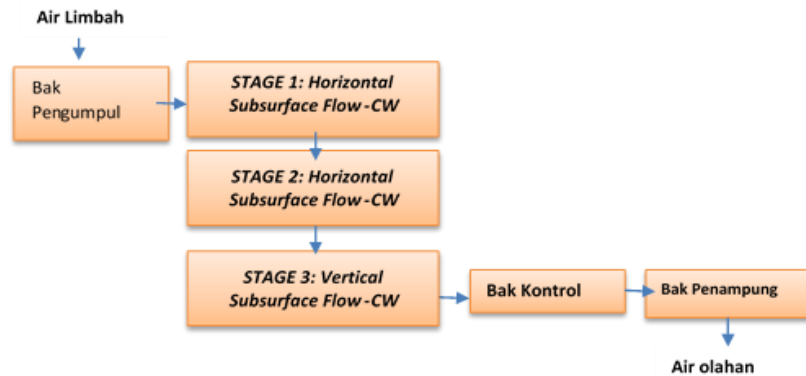 Air Limbah
Bak
Pengumpul
STAGE 1: Horizontal
Subsurface Flow -CW
STAGE 2: Horizontal
Subsurface Flow -CW
STAGE 3: Vertical
Subsurface Flow -CW
Bak Kontrol
Bak Penampung
Air olahan